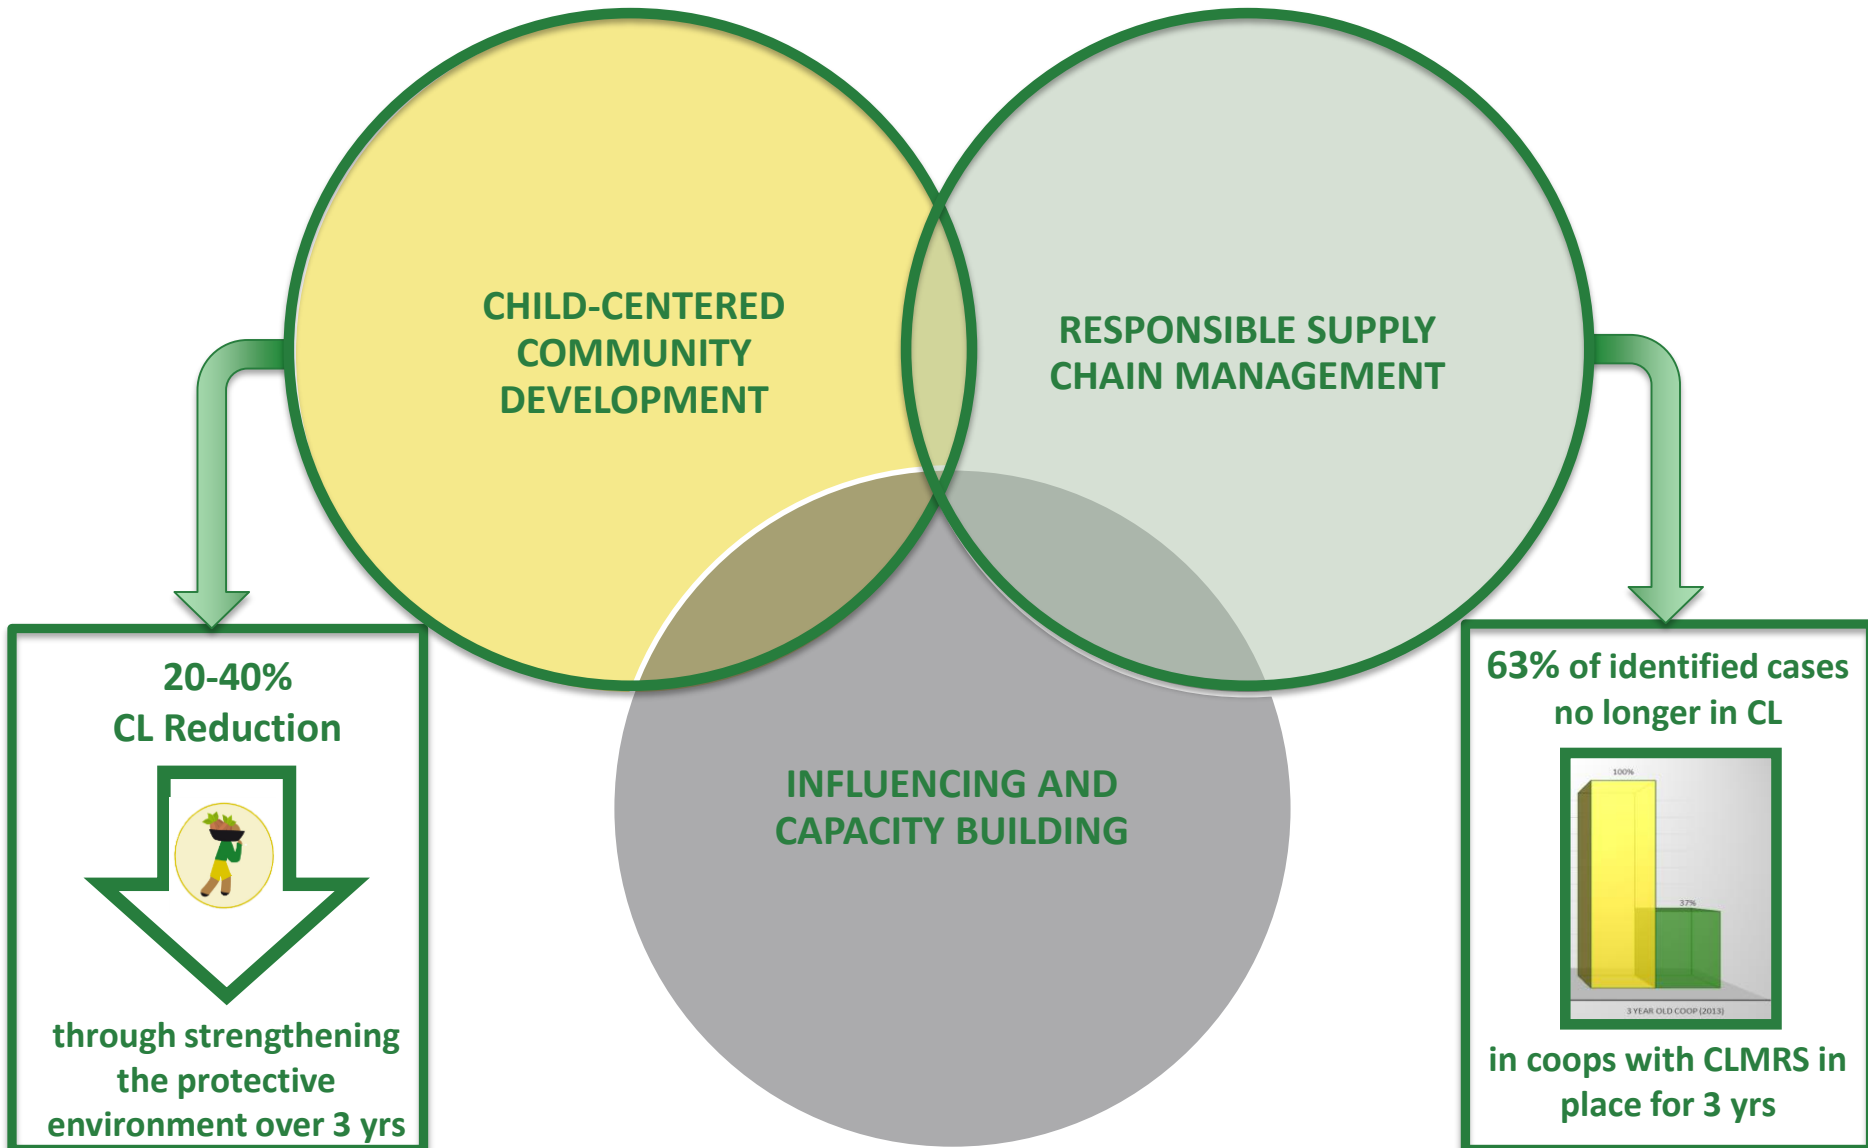 CHILD-CENTERED
COMMUNITY
DEVELOPMENT
RESPONSIBLE SUPPLY
CHAIN MANAGEMENT
INFLUENCING AND
CAPACITY BUILDING
20-40%
CL Reduction
through strengthening
the protective
environment over 3 yrs
63% of identified cases
no longer in CL
100%
37%
3 YEAR OLD COOP (2013)
in coops with CLMRS in
place for 3 yrs